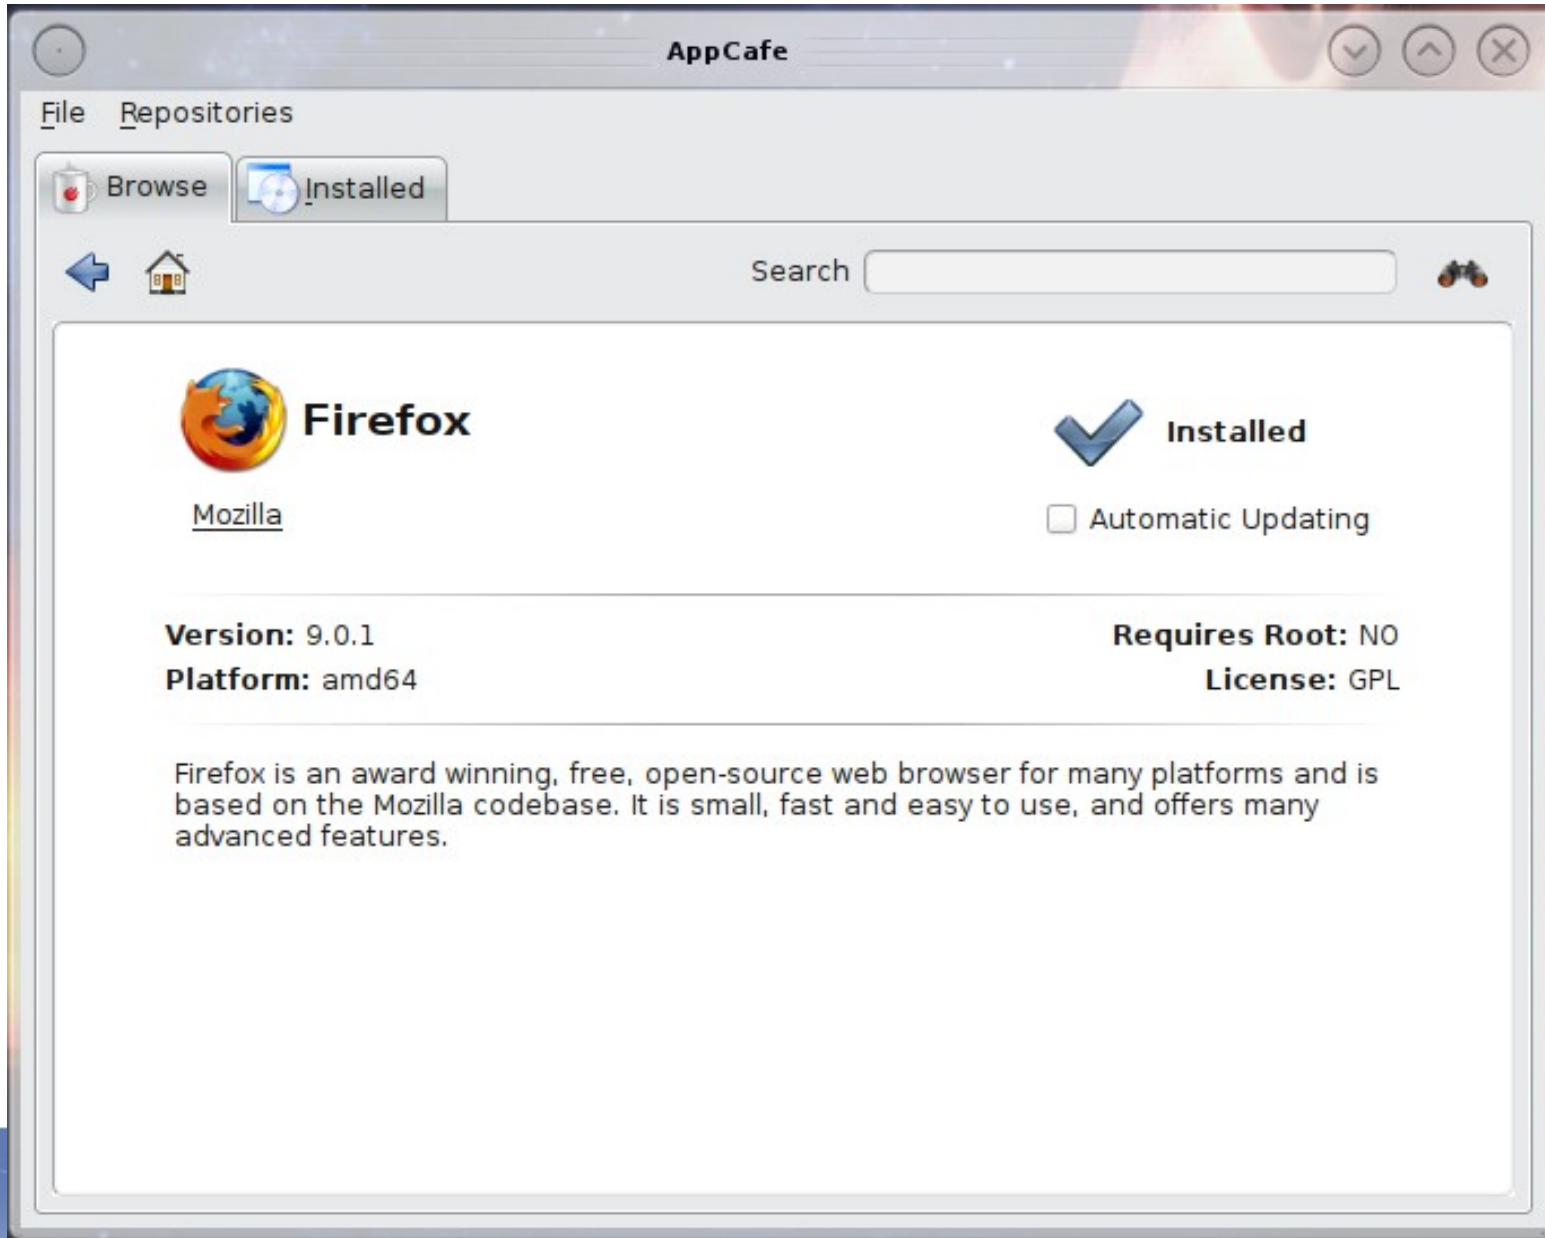 AppCafe
File Repositories
Browse Installed
Search
Firefox
Installed
Mozilla
Automatic Updating
Version: 9.0.1
Requires Root: NO
Platform: amd64
License: GPL
Firefox is an award winning, free, open-source web browser for many platforms and is
based on the Mozilla codebase. It is small, fast and easy to use, and offers many
advanced features.